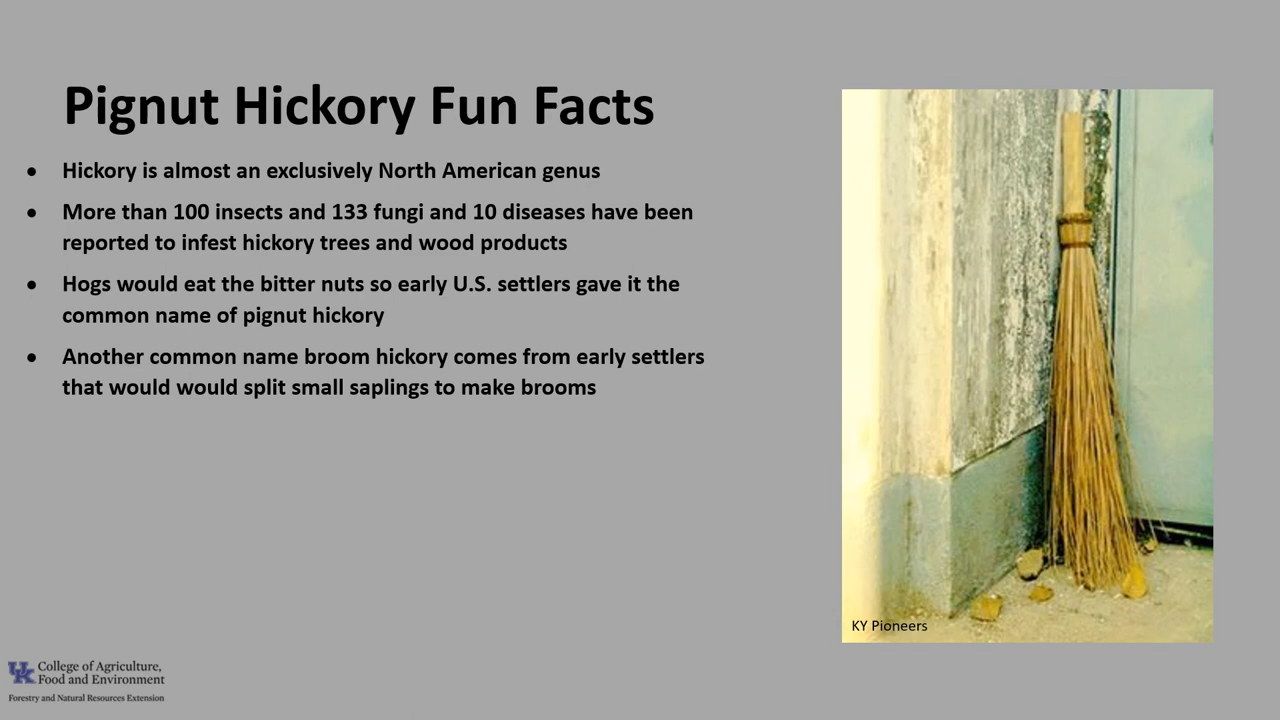 Pignut Hickory Fun Facts
• Hickory is almost an exclusively North American genus
• More than 100 insects and 133 fungi and 10 diseases have been
reported to infest hickory trees and wood products
• Hogs would eat the bitter nuts so early U.S. settlers gave it the
common name of pignut hickory
• Another common name broom hickory comes from early settlers
that would would split small saplings to make brooms
KY Pioneers
UK College of Agriculture,
Food and Environment
Forestry and Natural Resources Extension